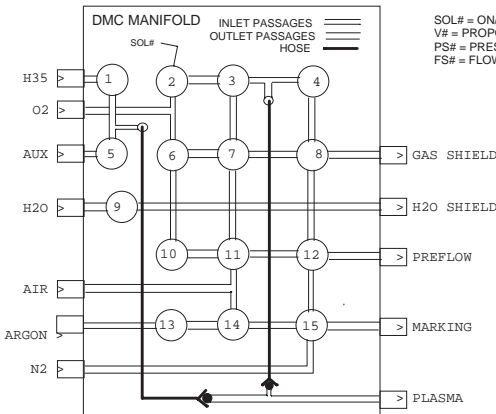 DMC MANIFOLD
INLET PASSAGES
OUTLET PASSAGES
HOSE
SOL#
SOL# = ON/
V# = PROPO
PS# = PRES
FS# = FLOW
H35 >
1
2
3
4
O2 >
AUX >
5
6
7
8
> GAS SHIELD
H2O >
9
> H2O SHIELD
10
11
12
> PREFLOW
AIR >
ARGON >
13
14
15
> MARKING
N2 >
> PLASMA